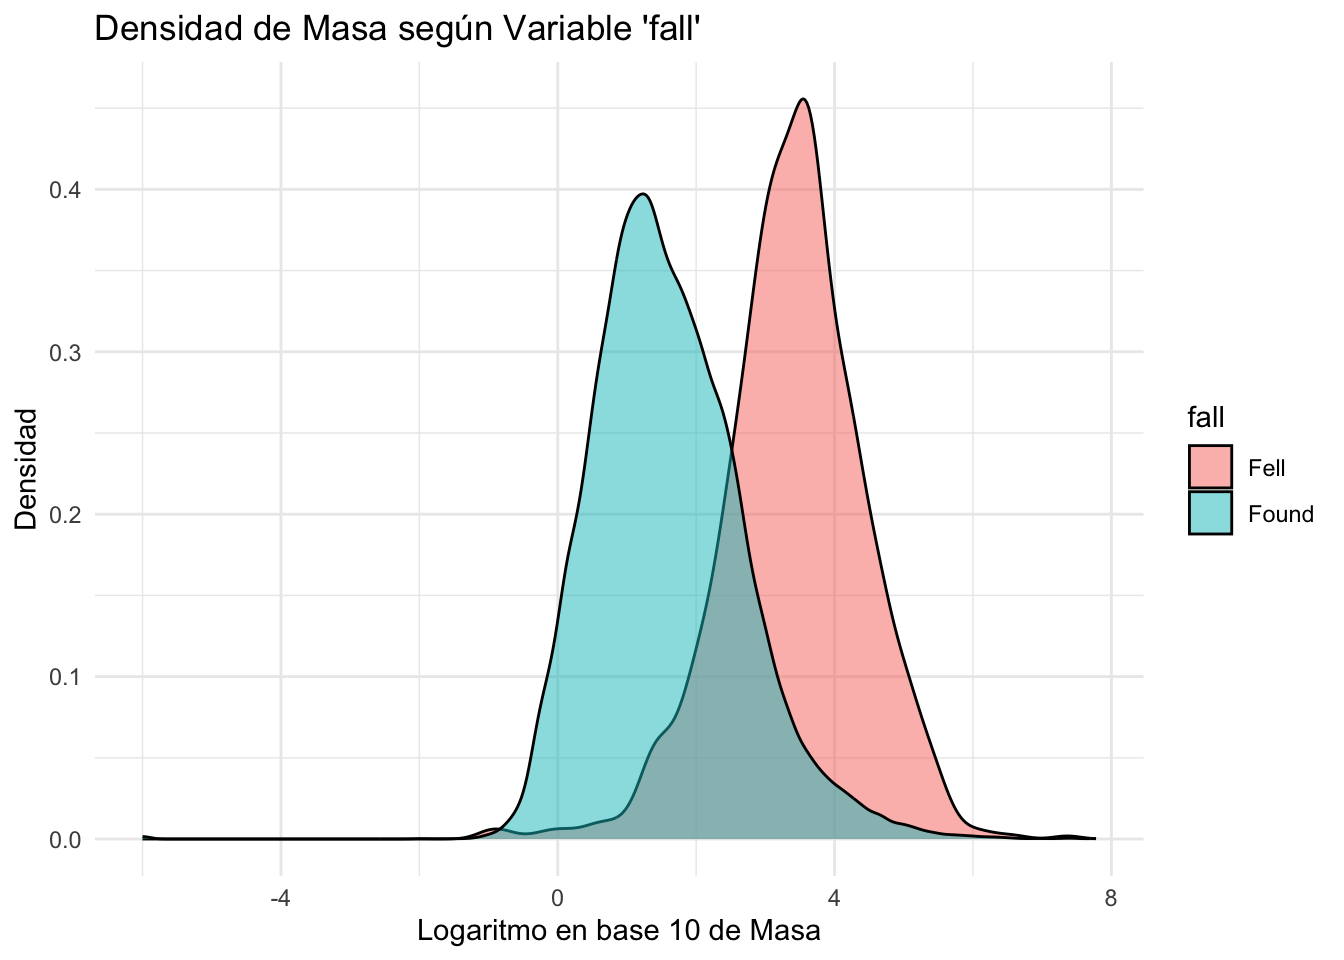 Densidad de Masa según Variable 'fall'
Densidad
0.4
0.3
0.2
0.1
0.0
-4
0
4
8
Logaritmo en base 10 de Masa
fall
Fell
Found